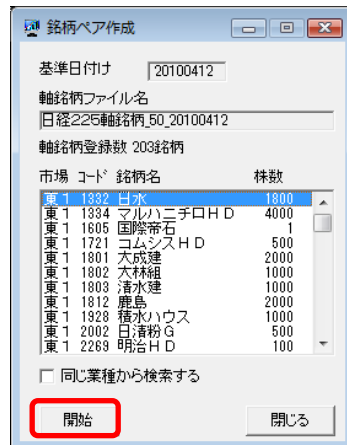 銘柄ペア作成
基準日付け 20100412
軸銘柄ファイル名
日経225軸銘柄_50_20100412
軸銘柄登録数 203銘柄
市場 コード 銘柄名 株数
東1 1332 日水 1800
東1 1334 マルハニチロHD 4000
東1 1605 国際帝石 1
東1 1721 コムシスHD 500
東1 1801 大成建 2000
東1 1802 大林組 1000
東1 1803 清水建 1000
東1 1812 鹿島 2000
東1 1928 積水ハウス 1000
東1 2002 日清粉G 500
東1 2269 明治HD 100
同じ業種から検索する
開始 閉じる